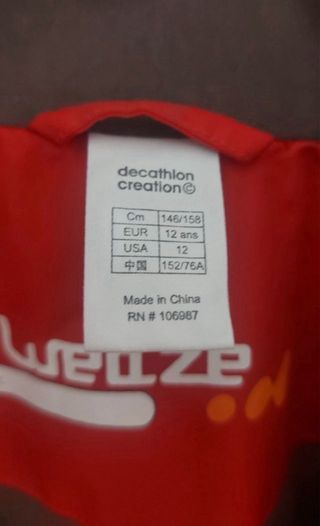 decathlon
creation©
Cm 146/158
EUR 12 ans
USA 12
中国 152/76A
Made in China
RN # 106987